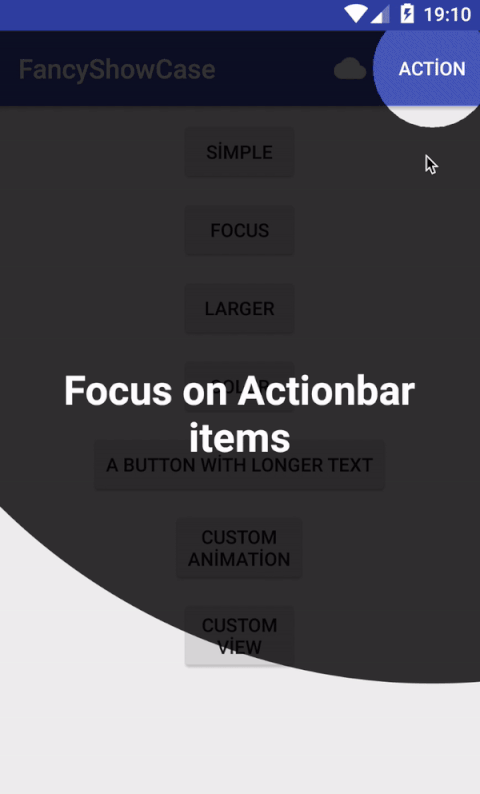 19:10
FancyShowCase
ACTİON
SİMPLE
FOCUS
LARGER
COLOR
Focus on Actionbar
items
A BUTTON WİTH LONGER TEXT
CUSTOM
ANİMATİON
CUSTOM
VİEW